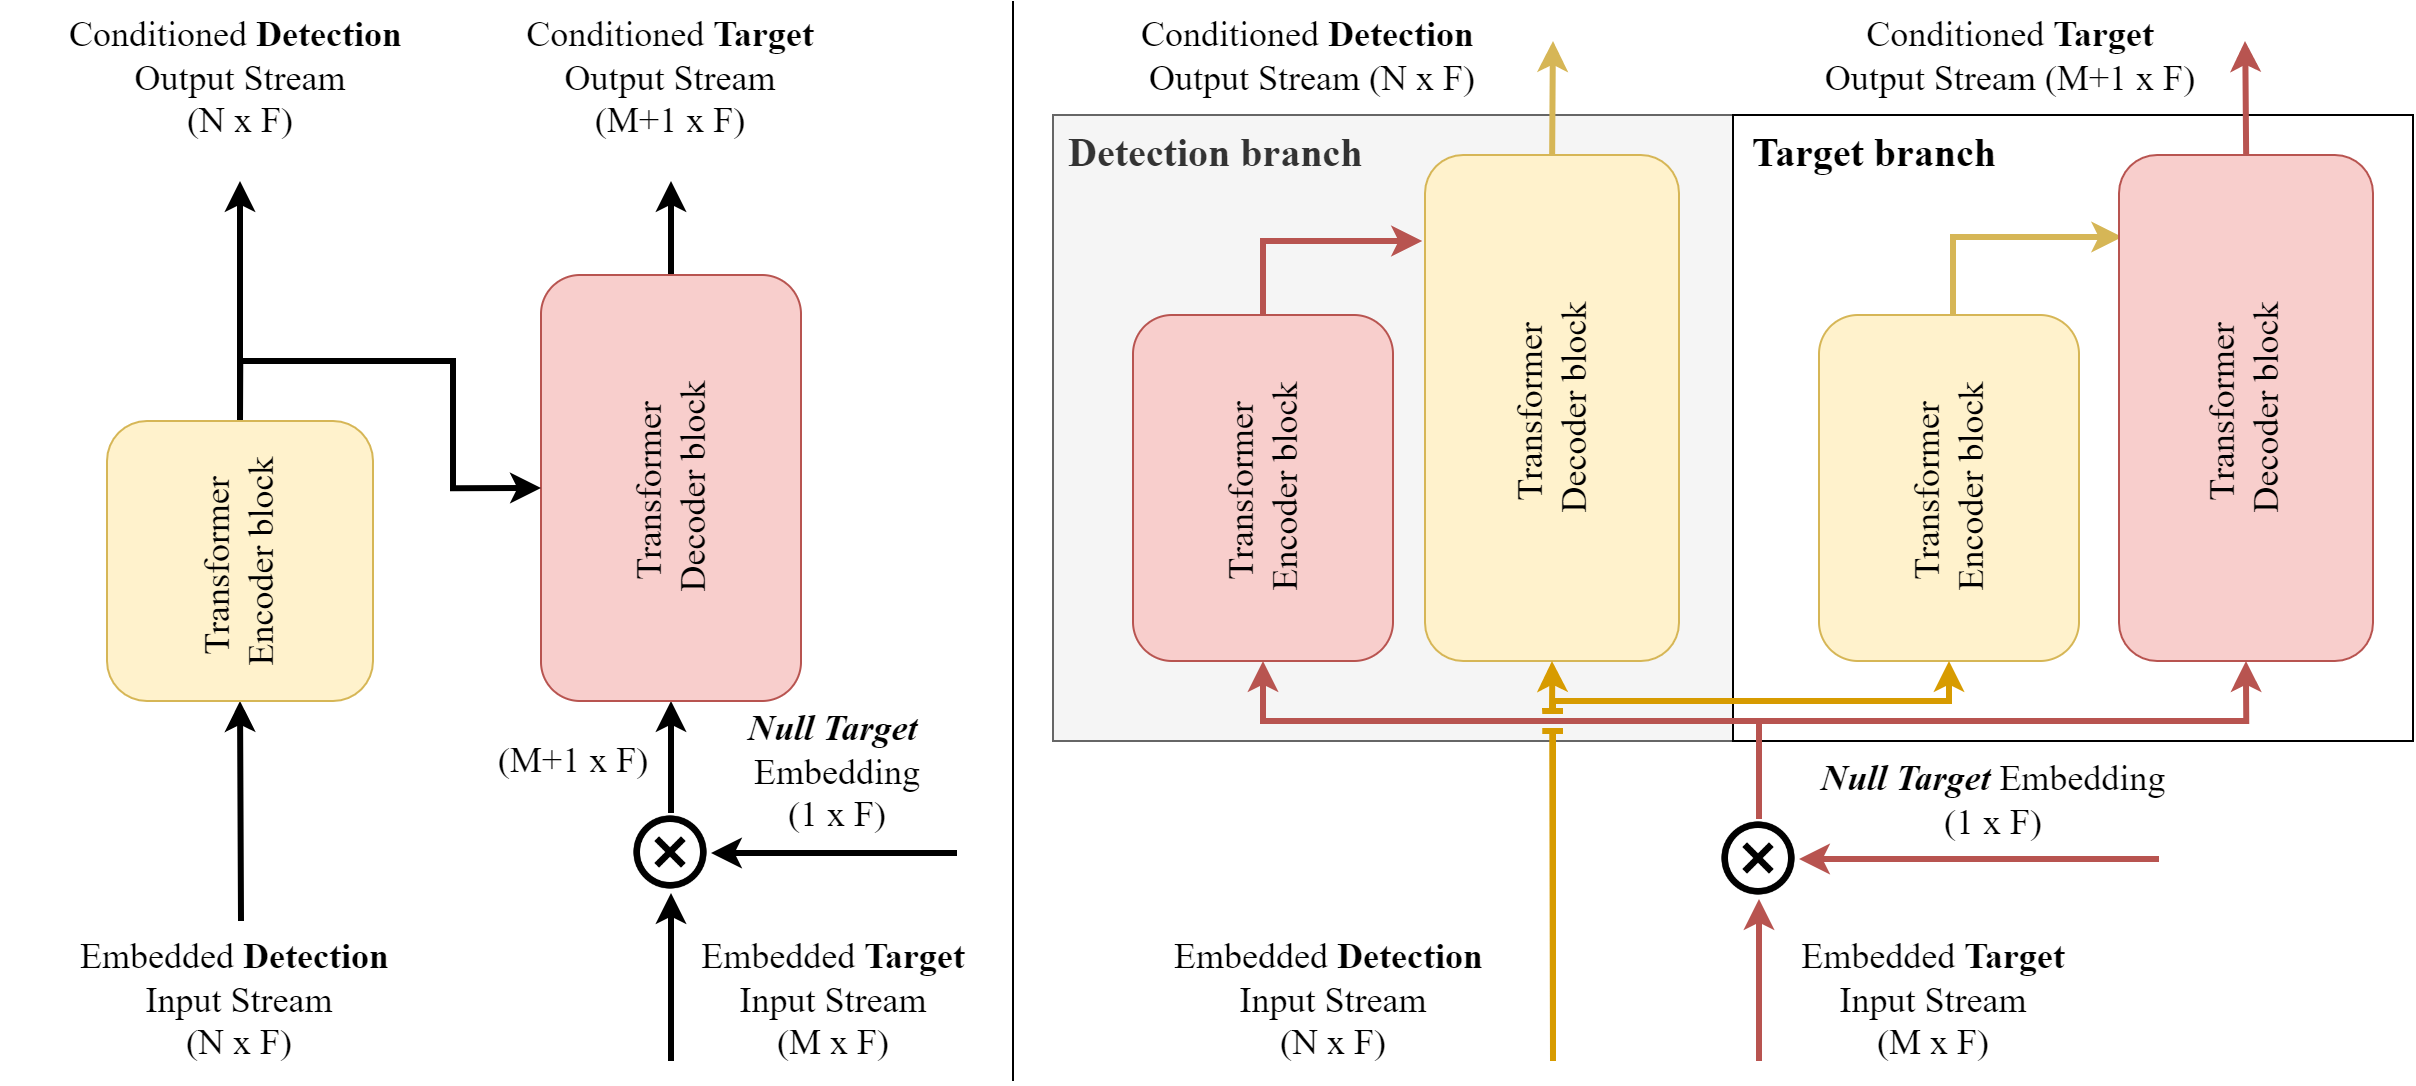 Conditioned Detection
Output Stream
(N x F)
Conditioned Target
Output Stream
(M+1 x F)
Transformer
Encoder block
Transformer
Decoder block
(M+1 x F)
Null Target
Embedding
(1 x F)
Embedded Detection
Input Stream
(N x F)
Embedded Target
Input Stream
(M x F)
Conditioned Detection
Output Stream (N x F)
Conditioned Target
Output Stream (M+1 x F)
Detection branch
Target branch
Transformer
Encoder block
Transformer
Decoder block
Transformer
Encoder block
Transformer
Decoder block
Null Target Embedding
(1 x F)
Embedded Detection
Input Stream
(N x F)
Embedded Target
Input Stream
(M x F)